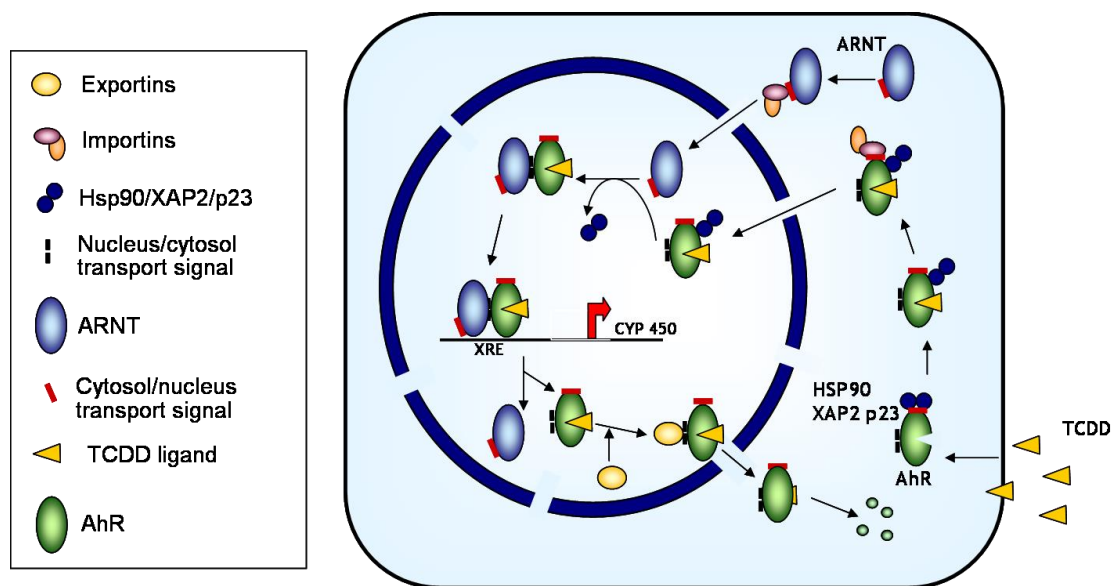 Exportins
Importins
Hsp90/XAP2/p23
Nucleus/cytosol
transport signal
ARNT
Cytosol/nucleus
transport signal
TCDD ligand
AhR
ARNT
XRE
CYP 450
HSP90
XAP2 p23
AhR
TCDD